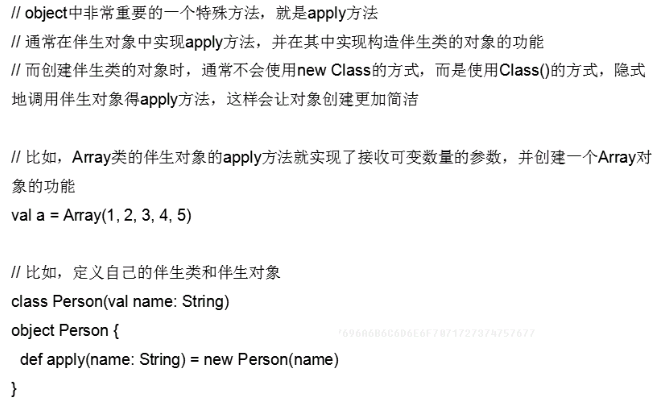 // object中非常重要的一个特殊方法，就是apply方法
// 通常在伴生对象中实现apply方法，并在其中实现构造伴生类的对象的功能
// 而创建伴生类的对象时，通常不会使用new Class的方式，而是使用Class()的方式，隐式
地调用伴生对象得apply方法，这样会让对象创建更加简洁
// 比如，Array类的伴生对象的apply方法就实现了接收可变数量的参数，并创建一个Array对
象的功能
val a = Array(1, 2, 3, 4, 5)
// 比如，定义自己的伴生类和伴生对象
class Person(val name: String)
object Person {
def apply(name: String) = new Person(name)
}